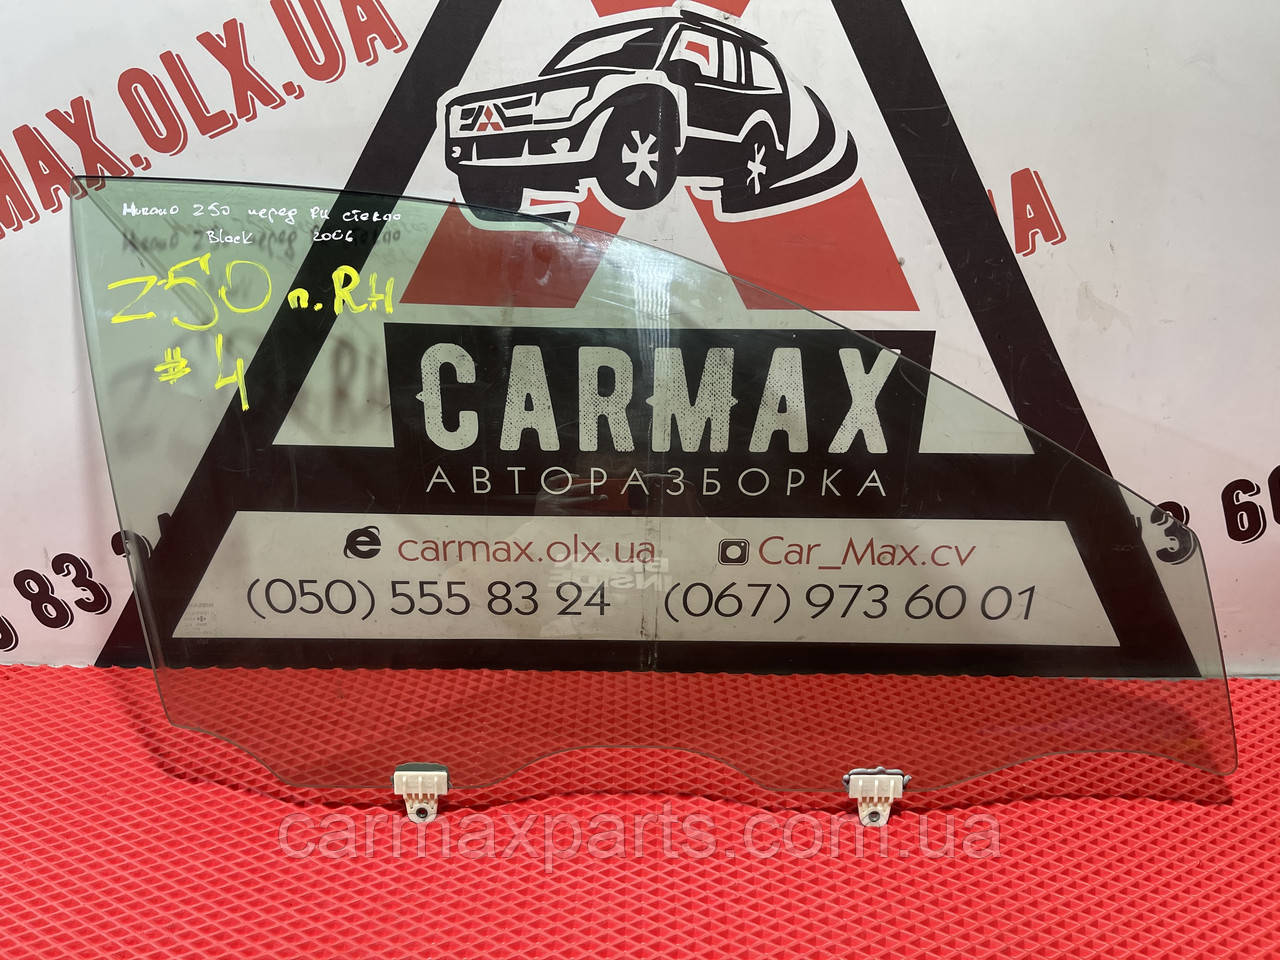 MAX.OLX.UA
Murano Z50 перед RH стекло
Black 2006
Z50 п. RH
#4
CARMAX
АВТОРАЗБОРКА
carmax.olx.ua
Car_Max.cv
(050) 555 83 24
(067) 973 60 01
carmaxparts.com.ua